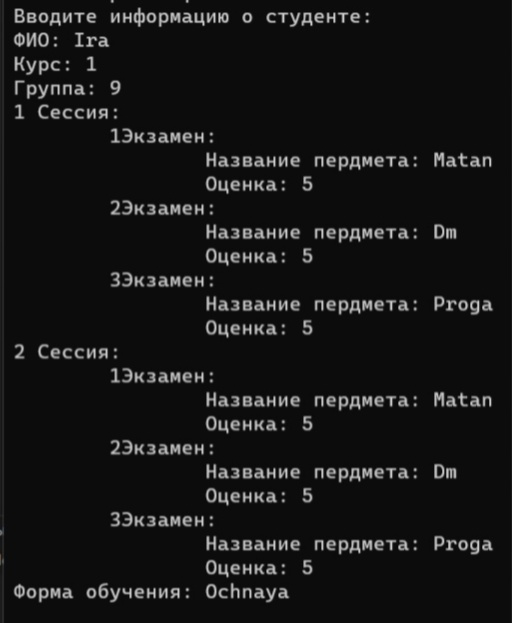 Вводите информацию о студенте:
ФИО: Ira
Курс: 1
Группа: 9
1 Сессия:
1Экзамен:
Название пердмета: Matan
Оценка: 5
2Экзамен:
Название пердмета: Dm
Оценка: 5
3Экзамен:
Название пердмета: Proga
Оценка: 5
2 Сессия:
1Экзамен:
Название пердмета: Matan
Оценка: 5
2Экзамен:
Название пердмета: Dm
Оценка: 5
3Экзамен:
Название пердмета: Proga
Оценка: 5
Форма обучения: Ochnaya